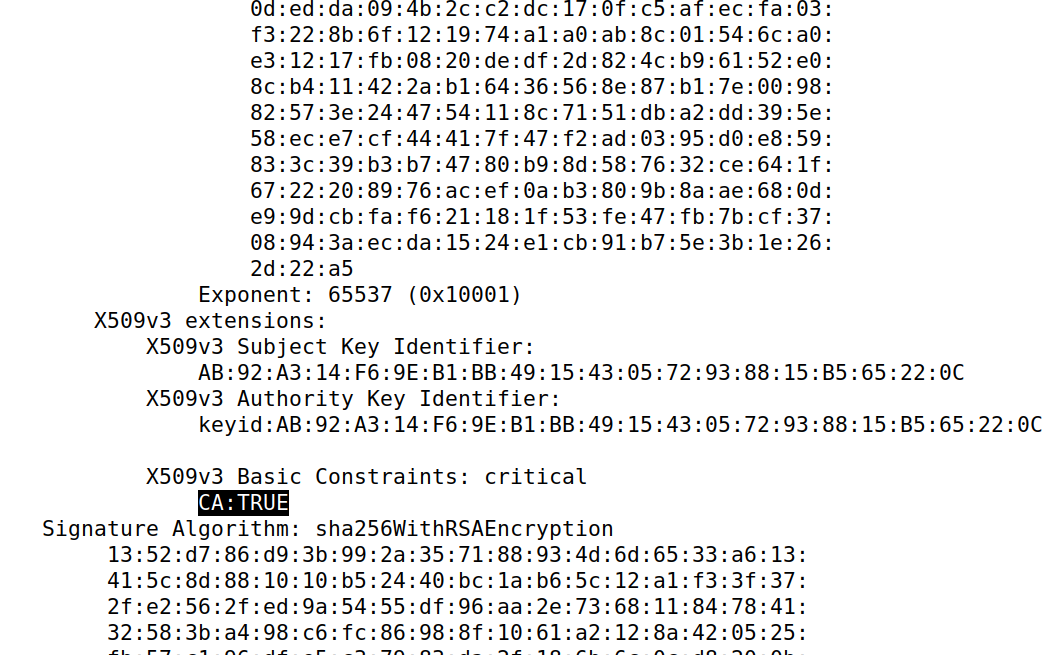 0d:ed:da:09:4b:2c:c2:dc:17:0f:c5:af:ec:fa:03:
f3:22:8b:6f:12:19:74:a1:a0:ab:8c:01:54:6c:a0:
e3:12:17:fb:08:20:de:df:2d:82:4c:b9:61:52:e0:
8c:b4:11:42:2a:b1:64:36:56:8e:87:b1:7e:00:98:
82:57:3e:24:47:54:11:8c:71:51:db:a2:dd:39:5e:
58:ec:e7:cf:44:41:7f:47:f2:ad:03:95:d0:e8:59:
83:3c:39:b3:b7:47:80:b9:8d:58:76:32:ce:64:1f:
67:22:20:89:76:ac:ef:0a:b3:80:9b:8a:ae:68:0d:
e9:9d:cb:fa:f6:21:18:1f:53:fe:47:fb:7b:cf:37:
08:94:3a:ec:da:15:24:e1:cb:91:b7:5e:3b:1e:26:
2d:22:a5
Exponent: 65537 (0x10001)
X509v3 extensions:
X509v3 Subject Key Identifier:
AB:92:A3:14:F6:9E:B1:BB:49:15:43:05:72:93:88:15:B5:65:22:0C
X509v3 Authority Key Identifier:
keyid:AB:92:A3:14:F6:9E:B1:BB:49:15:43:05:72:93:88:15:B5:65:22:0C
X509v3 Basic Constraints: critical
CA:TRUE
Signature Algorithm: sha256WithRSAEncryption
13:52:d7:86:d9:3b:99:2a:35:71:88:93:4d:6d:65:33:a6:13:
41:5c:8d:88:10:10:b5:24:40:bc:1a:b6:5c:12:a1:f3:3f:37:
2f:e2:56:2f:ed:9a:54:55:df:96:aa:2e:73:68:11:84:78:41:
32:58:3b:a4:98:c6:fc:86:98:8f:10:61:a2:12:8a:42:05:25: